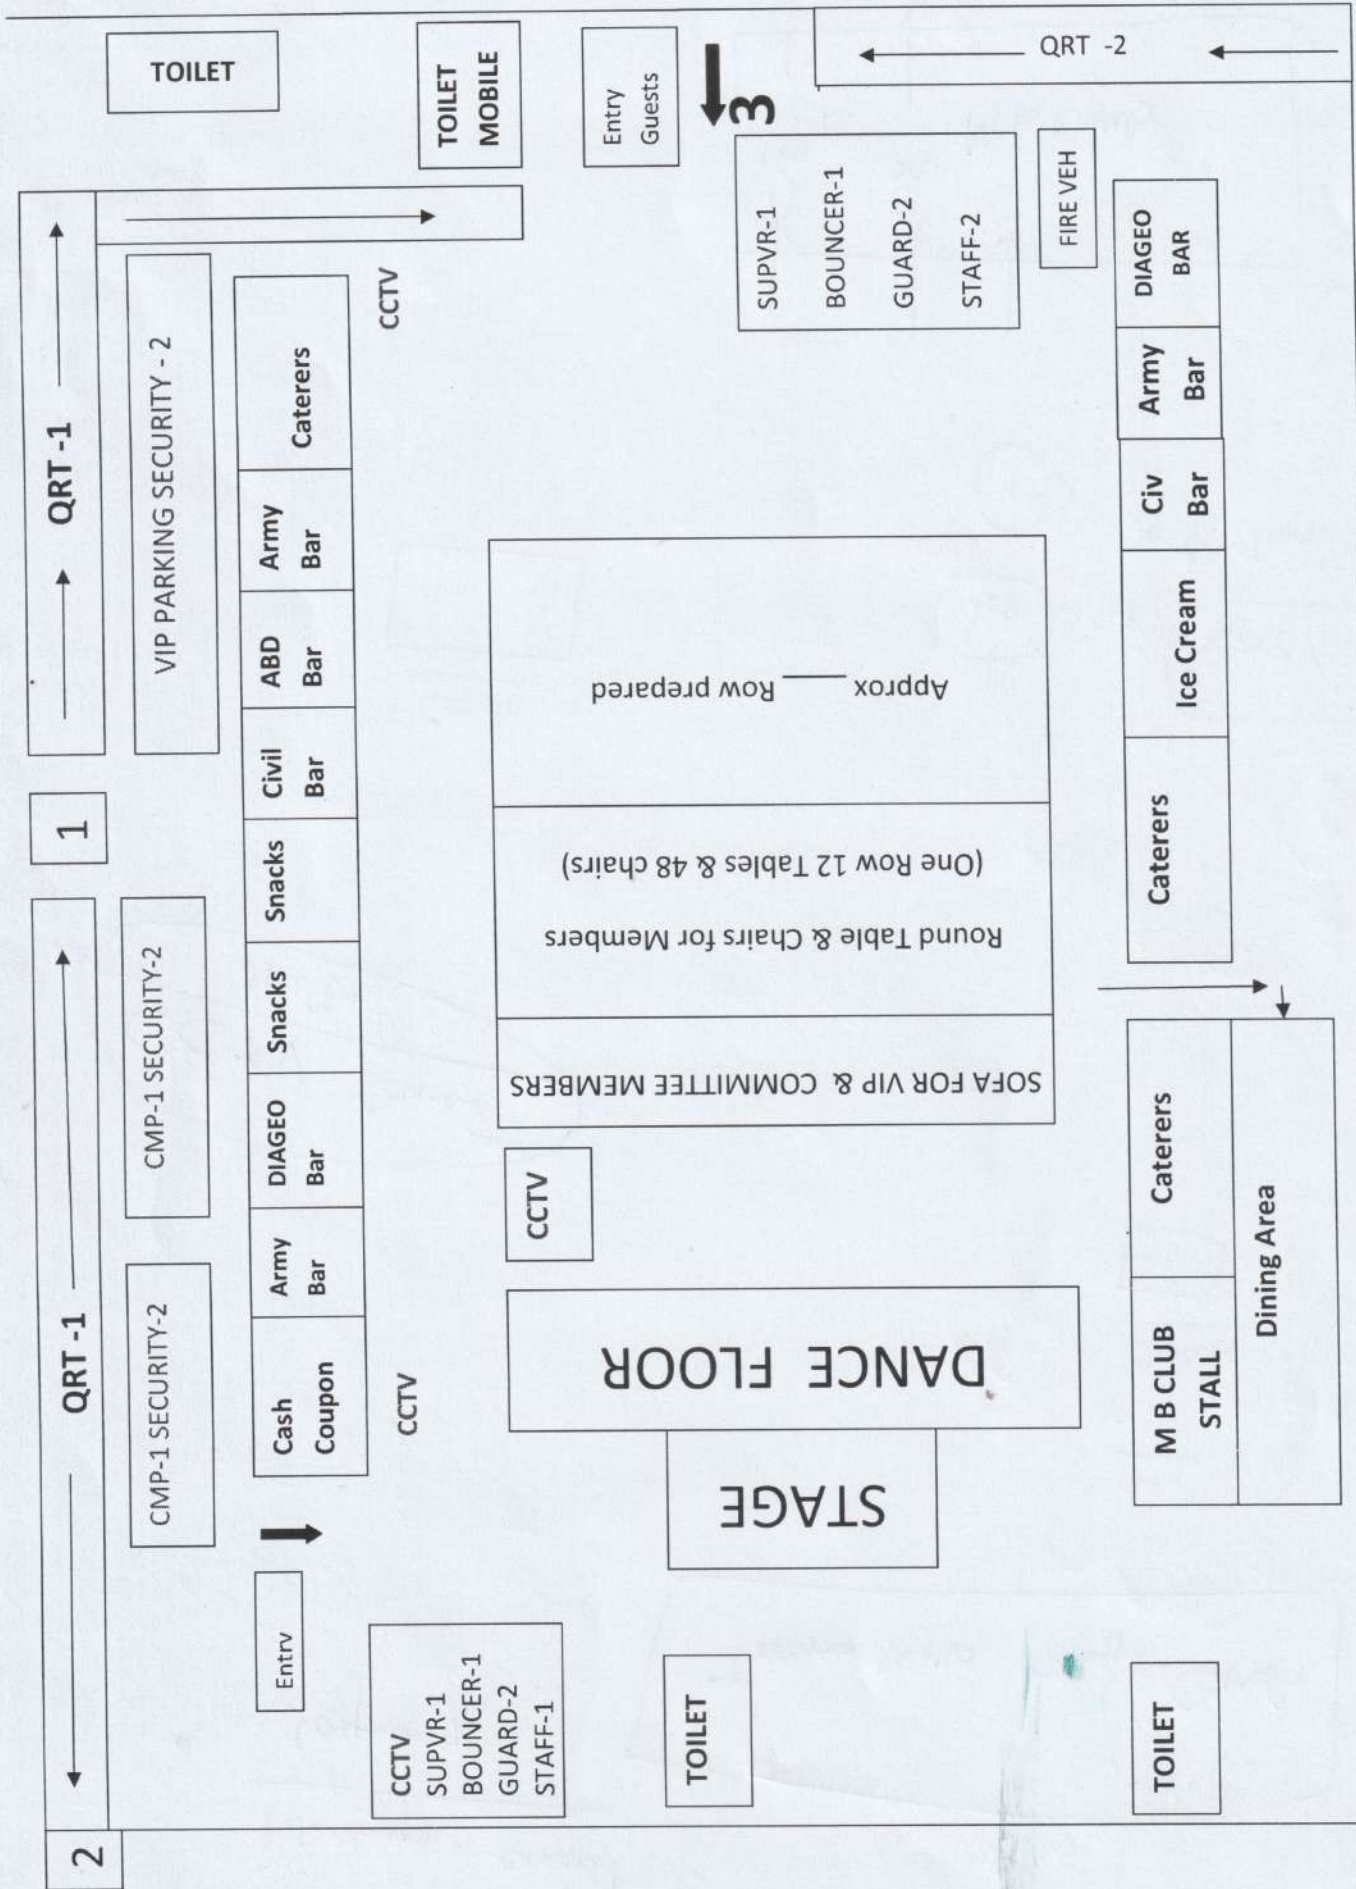 2
QRT -1
1
QRT -1
CMP-1 SECURITY-2
CMP-1 SECURITY-2
VIP PARKING SECURITY - 2
TOILET
Entrv
Cash
Coupon
Army
Bar
DIAGEO
Bar
Snacks
Snacks
Civil
Bar
ABD
Bar
Army
Bar
Caterers
CCTV
SUPVR-1
BOUNCER-1
GUARD-2
STAFF-1
CCTV
CCTV
TOILET
MOBILE
Entry
Guests
3
TOILET
STAGE
DANCE FLOOR
CCTV
SOFA FOR VIP & COMMITTEE MEMBERS
Round Table & Chairs for Members
(One Row 12 Tables & 48 chairs)
Approx ____ Row prepared
SUPVR-1
BOUNCER-1
GUARD-2
STAFF-2
QRT -2
FIRE VEH
TOILET
M B CLUB
STALL
Caterers
Caterers
Ice Cream
Civ
Bar
Army
Bar
DIAGEO
BAR
Dining Area